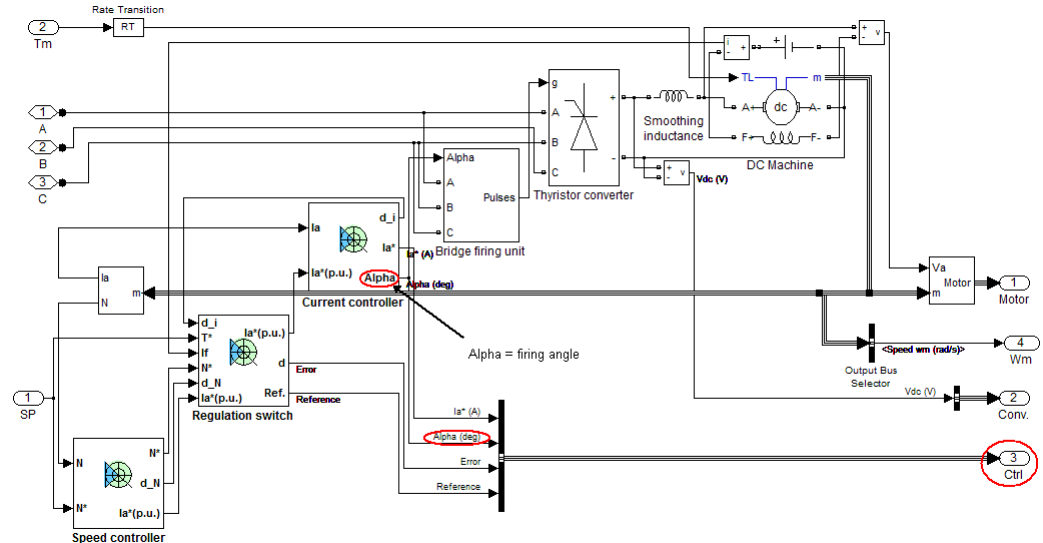 Rate Transition
2
RT
Tm
+
-
v
i
+
-
+
TL
m
A+
dc
A-
F+
F-
DC Machine
Smoothing
inductance
g
A
B
C
+
-
Thyristor converter
+
-
v
Vdc (V)
1
A
2
B
3
C
Alpha
A
B
C
Pulses
Bridge firing unit
Ia
Ia*(p.u.)
d_i
Ia*
Alpha
Ia* (A)
Alpha (deg)
Current controller
Ia
N
m
Va
m
Motor
1
Motor
Alpha = firing angle
d_i
T*
If
N*
d_N
Ia*(p.u.)
Ia*(p.u.)
d
Ref.
Error
Reference
Regulation switch
1
SP
<Speed wm (rad/s)>
Output Bus
Selector
4
Wm
Vdc (V)
2
Conv.
Ia* (A)
Alpha (deg)
Error
Reference
3
Ctrl
N
N*
N*
d_N
Ia*(p.u.)
Speed controller